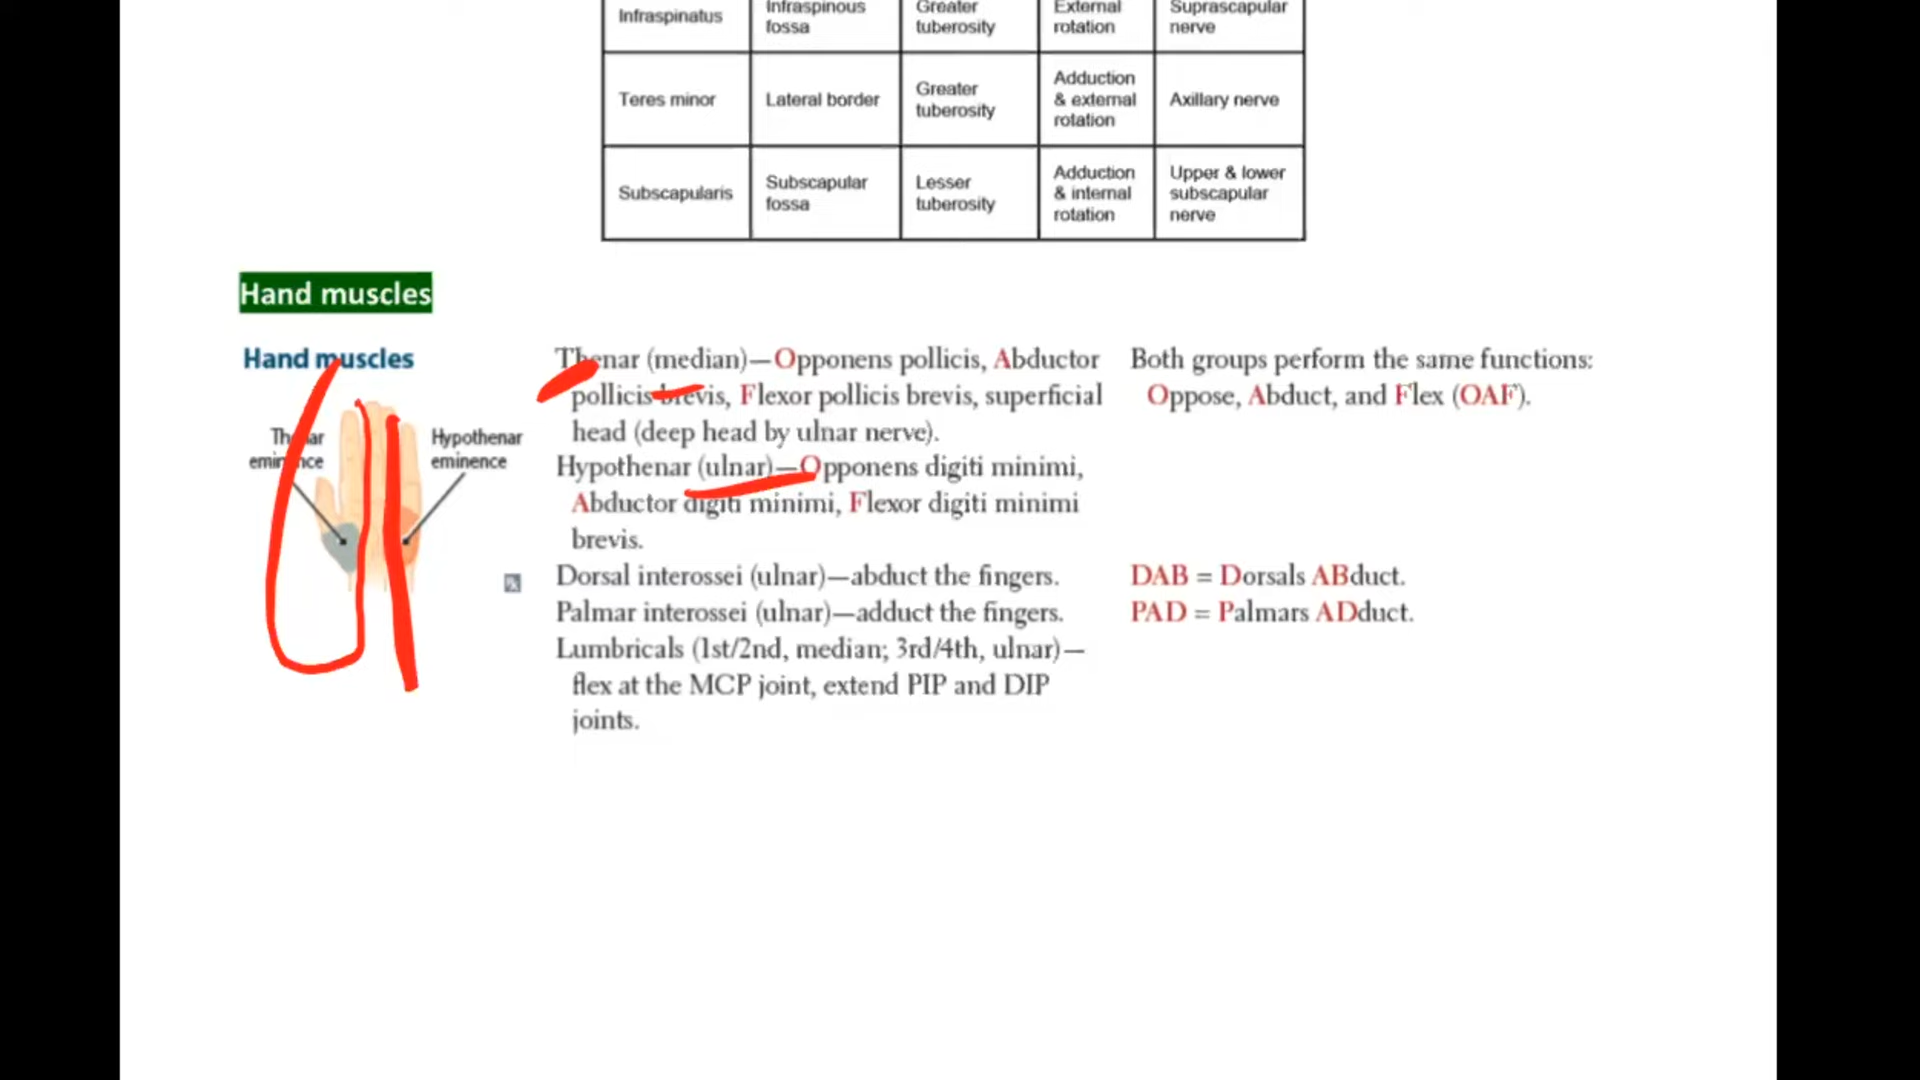 Infraspinatus
Infraspinous
fossa
Greater
tuberosity
External
rotation
Suprascapular
nerve
Teres minor
Lateral border
Greater
tuberosity
Adduction
& external
rotation
Axillary nerve
Subscapularis
Subscapular
fossa
Lesser
tuberosity
Adduction
& internal
rotation
Upper & lower
subscapular
nerve
Hand muscles
Hand muscles
Thenar
eminence
Hypothenar
eminence
Thenar (median)—Opponens pollicis, Abductor
pollicis brevis, Flexor pollicis brevis, superficial
head (deep head by ulnar nerve).
Hypothenar (ulnar)—Opponens digiti minimi,
Abductor digiti minimi, Flexor digiti minimi
brevis.
Dorsal interossei (ulnar)—abduct the fingers.
Palmar interossei (ulnar)—adduct the fingers.
Lumbricals (1st/2nd, median; 3rd/4th, ulnar)—
flex at the MCP joint, extend PIP and DIP
joints.
Both groups perform the same functions:
Oppose, Abduct, and Flex (OAF).
DAB = Dorsals ABduct.
PAD = Palmars ADduct.